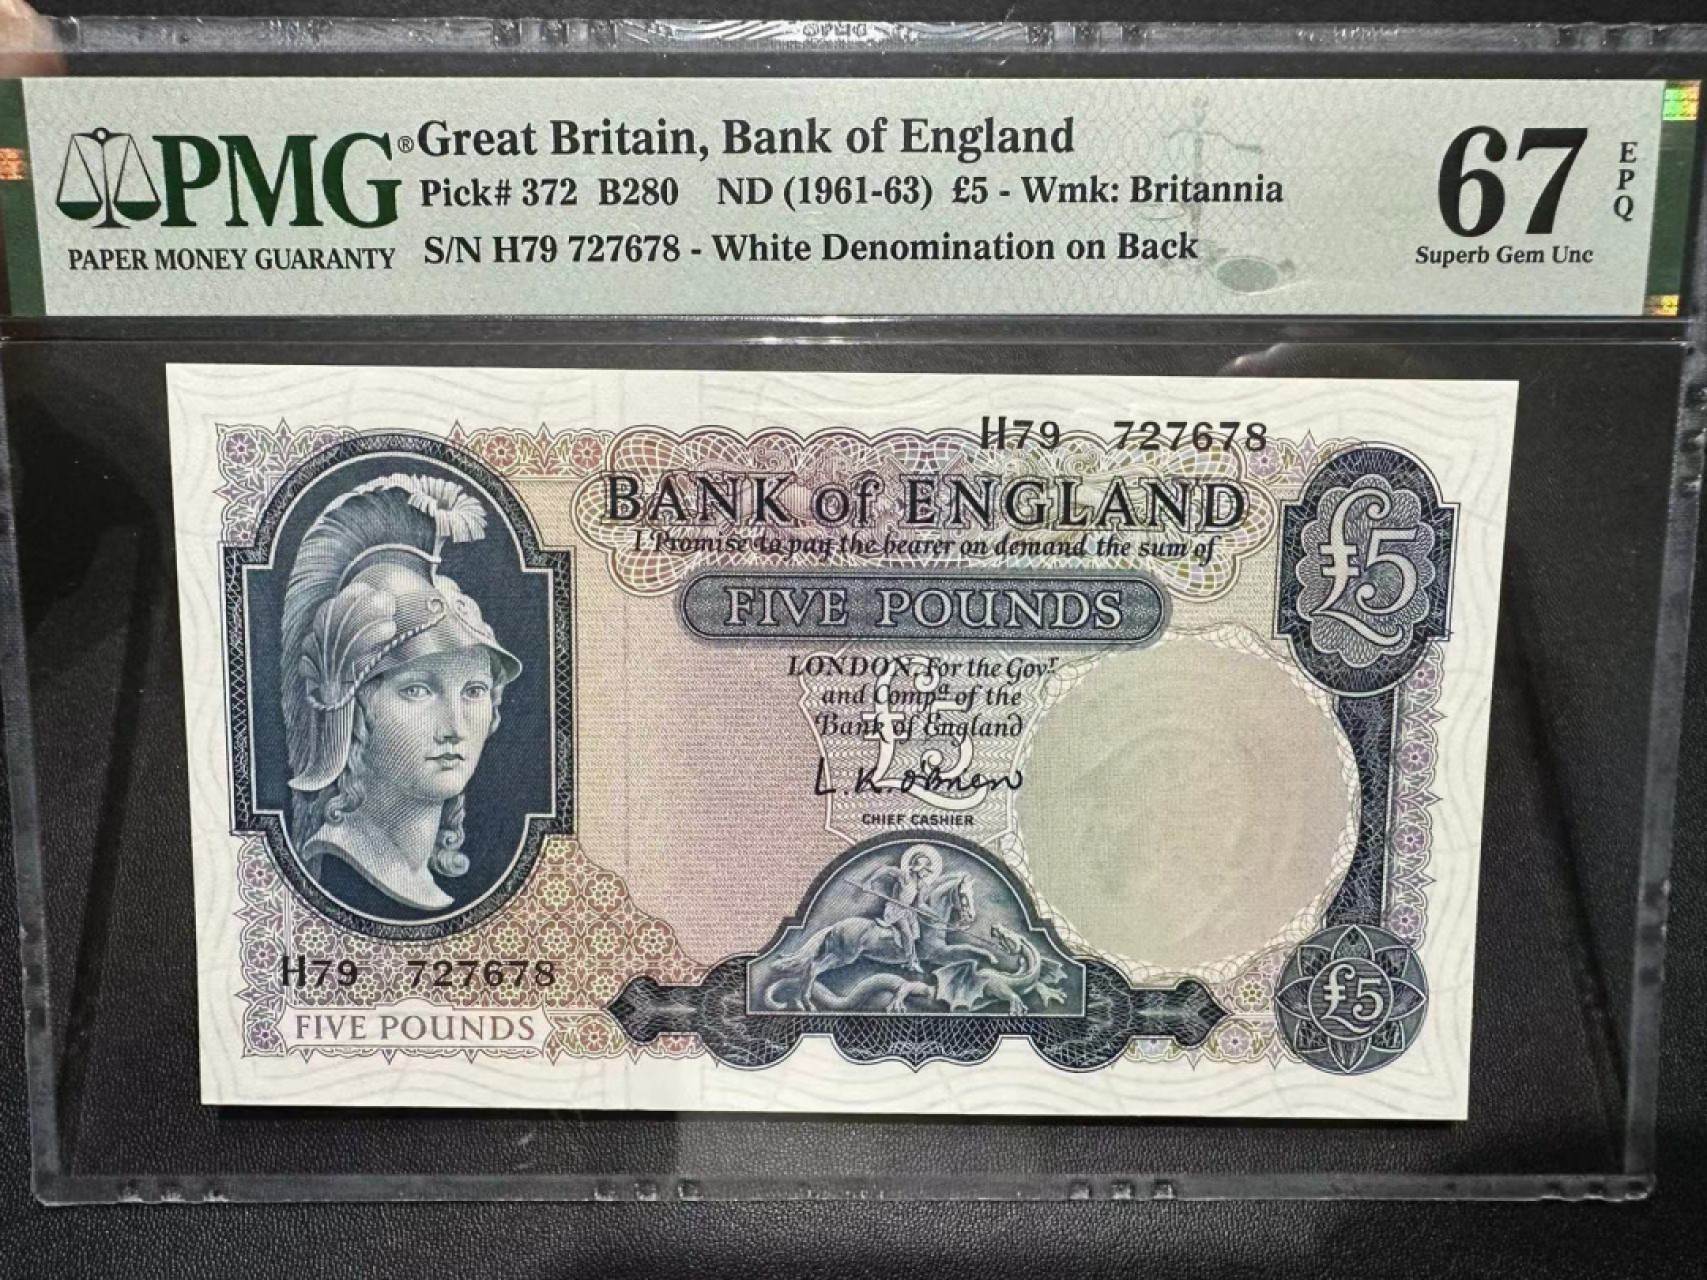 PMG
PAPER MONEY GUARANTY
®Great Britain, Bank of England
Pick# 372 B280 ND (1961-63) £5 - Wmk: Britannia
S/N H79 727678 - White Denomination on Back
67
EPQ
Superb Gem Unc
H79 727678
BANK of ENGLAND
I Promise to pay the bearer on demand the sum of
FIVE POUNDS
£5
LONDON, For the Govr
and Compa of the
Bank of England
£5
L.K. O'Brien
CHIEF CASHIER
H79 727678
FIVE POUNDS
£5